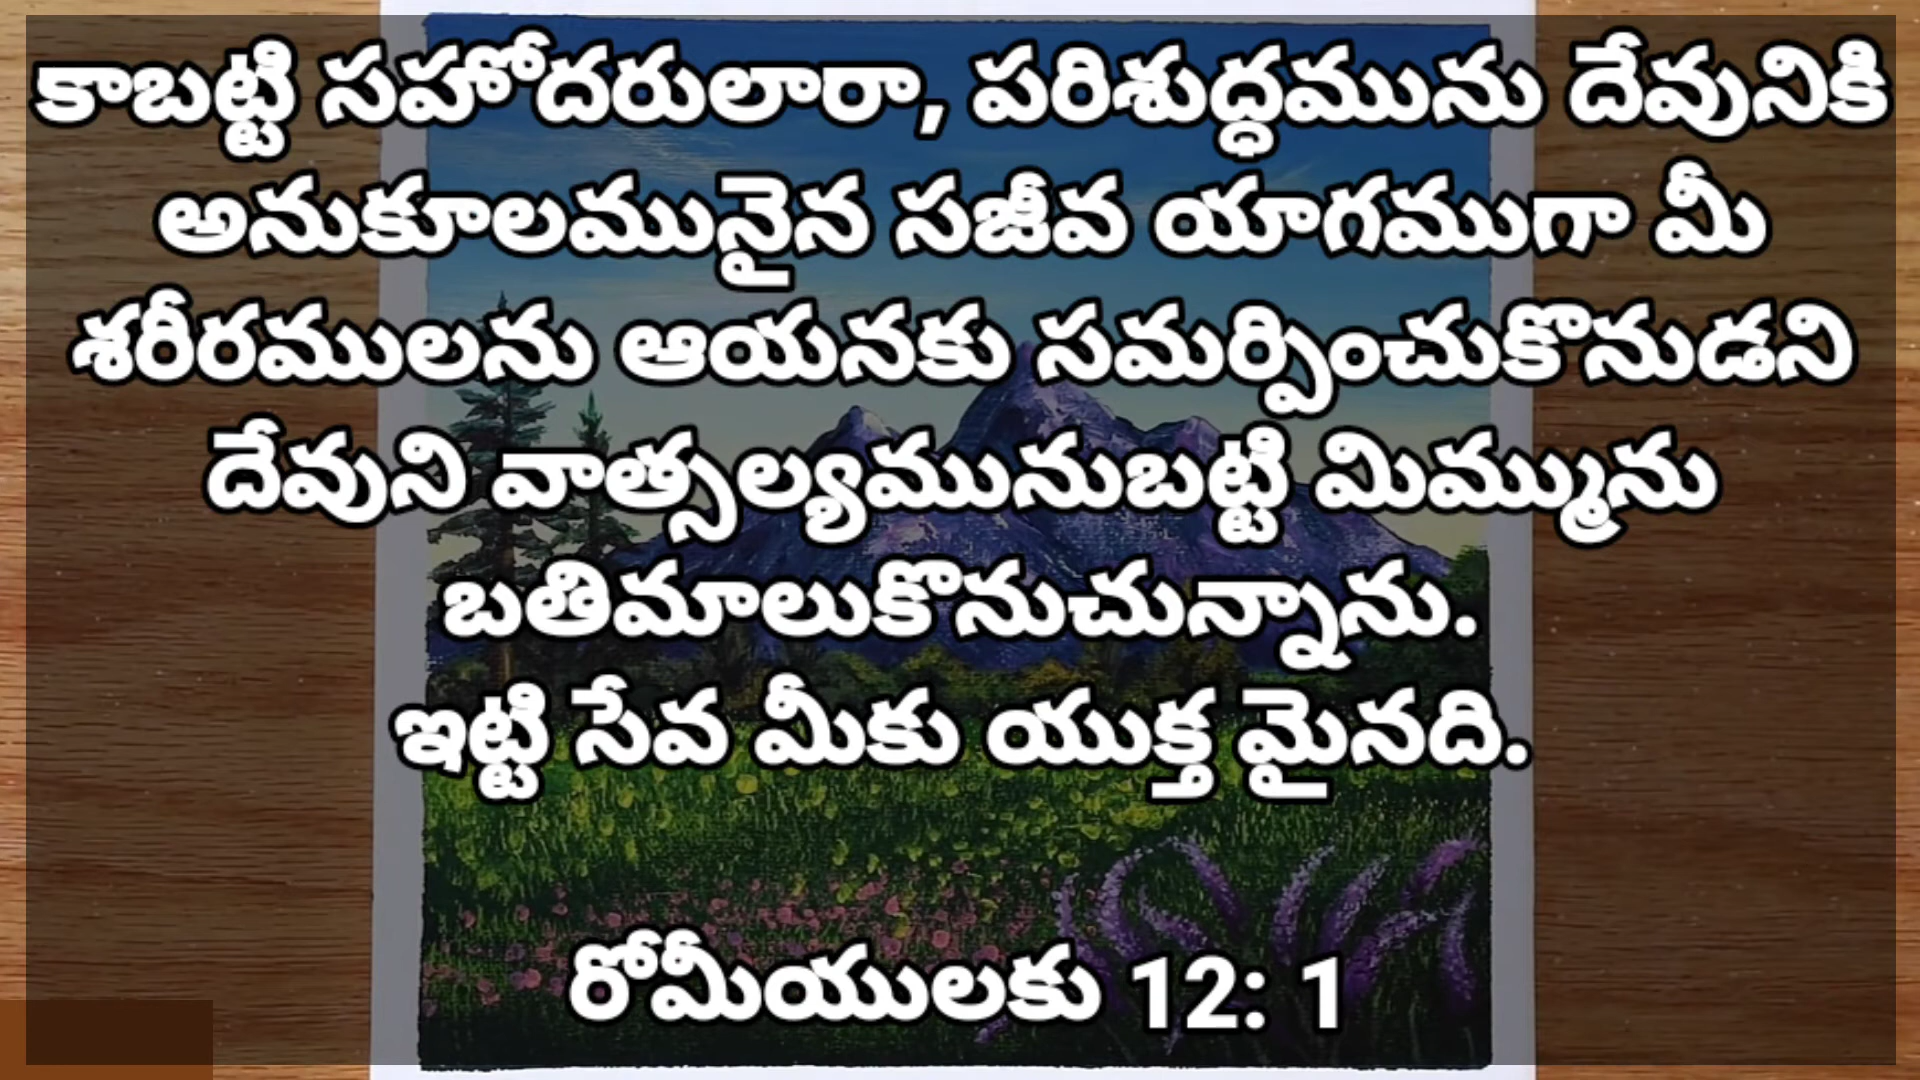 కాబట్టి సహోదరులారా, పరిశుద్ధమును దేవునికి
అనుకూలమునైన సజీవ యాగముగా మీ
శరీరములను ఆయనకు సమర్పించుకొనుడని
దేవుని వాత్సల్యమునుబట్టి మిమ్మును
బతిమాలుకొనుచున్నాను.
ఇట్టి సేవ మీకు యుక్త మైనది.
రోమీయులకు 12: 1